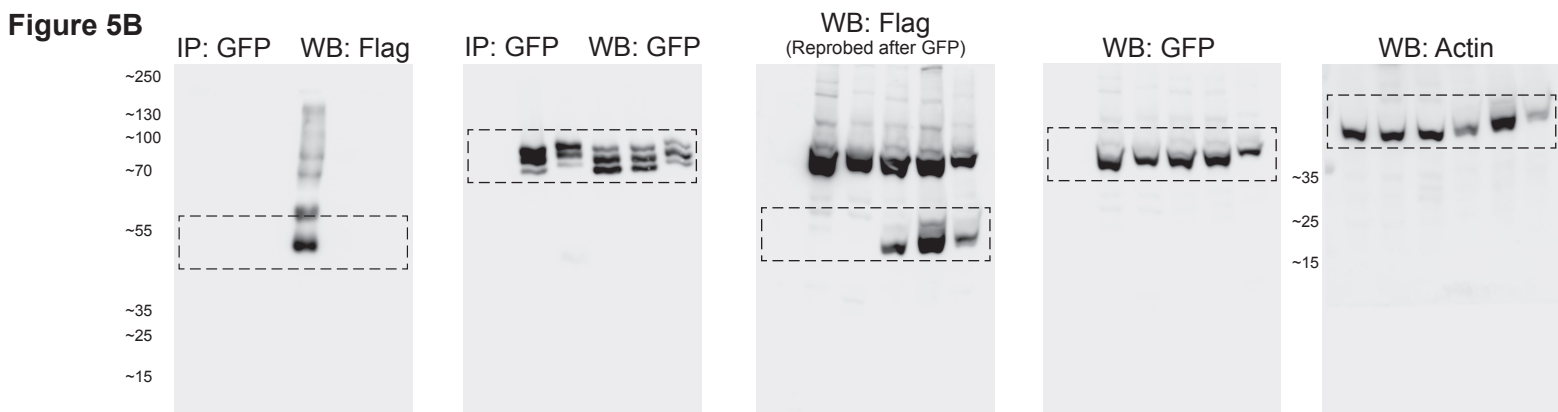 Figure 5B
IP: GFP WB: Flag
IP: GFP WB: GFP
WB: Flag
(Reprobed after GFP)
WB: GFP
WB: Actin
~250
~130
~100
~70
~55
~35
~25
~15
~35
~25
~15